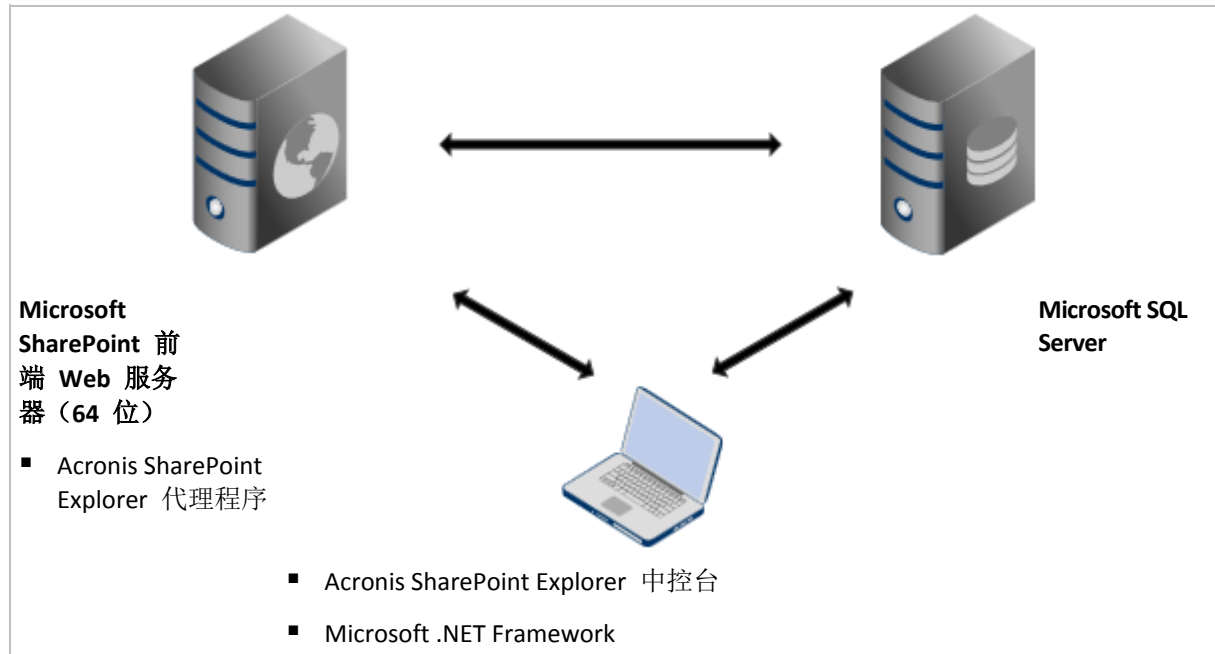 Microsoft
SharePoint 前
端 Web 服务
器（64 位）
■ Acronis SharePoint
Explorer 代理程序
Microsoft SQL
Server
■ Acronis SharePoint Explorer 中控台
■ Microsoft .NET Framework